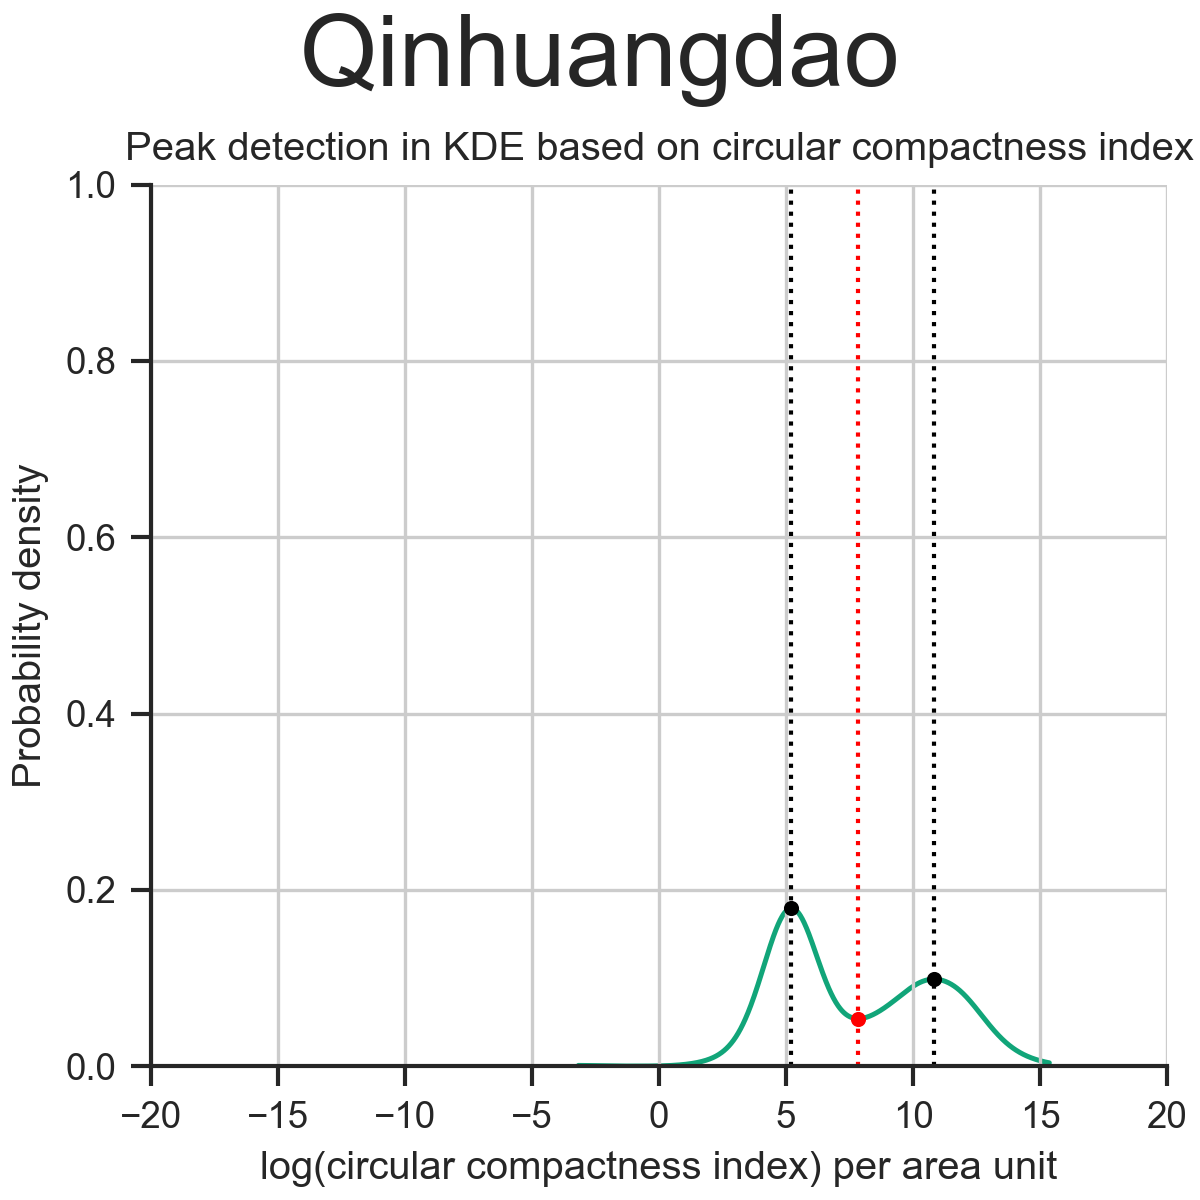 Qinhuangdao
Peak detection in KDE based on circular compactness index
1.0
0.8
0.6
0.4
0.2
0.0
Probability density
−20 −15 −10 −5 0 5 10 15 20
log(circular compactness index) per area unit